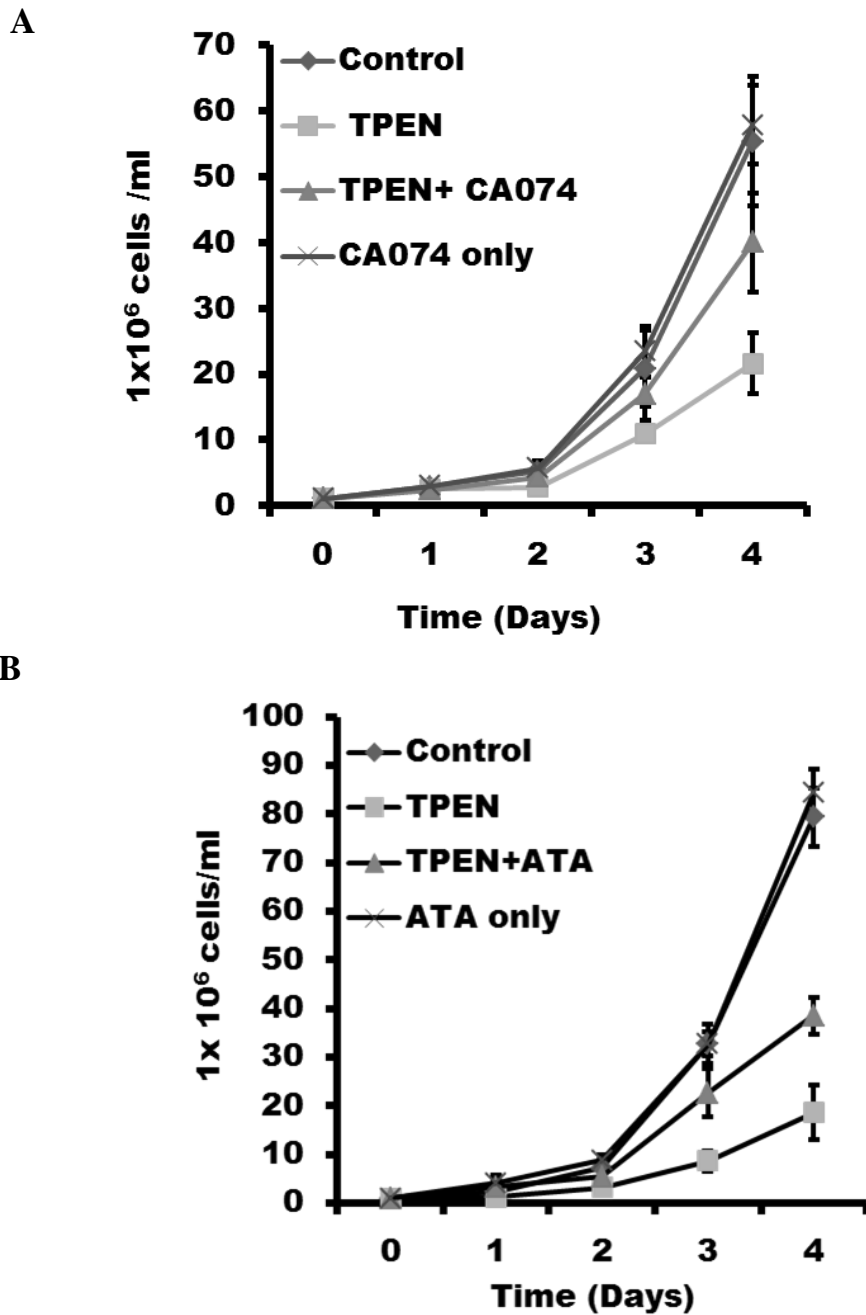 A
70
60
50
40
30
20
10
0
1x10⁶ cells /ml
Control
TPEN
TPEN+ CA074
CA074 only
0 1 2 3 4
Time (Days)
B
100
90
80
70
60
50
40
30
20
10
0
1x 10⁶ cells/ml
Control
TPEN
TPEN+ATA
ATA only
0 1 2 3 4
Time (Days)